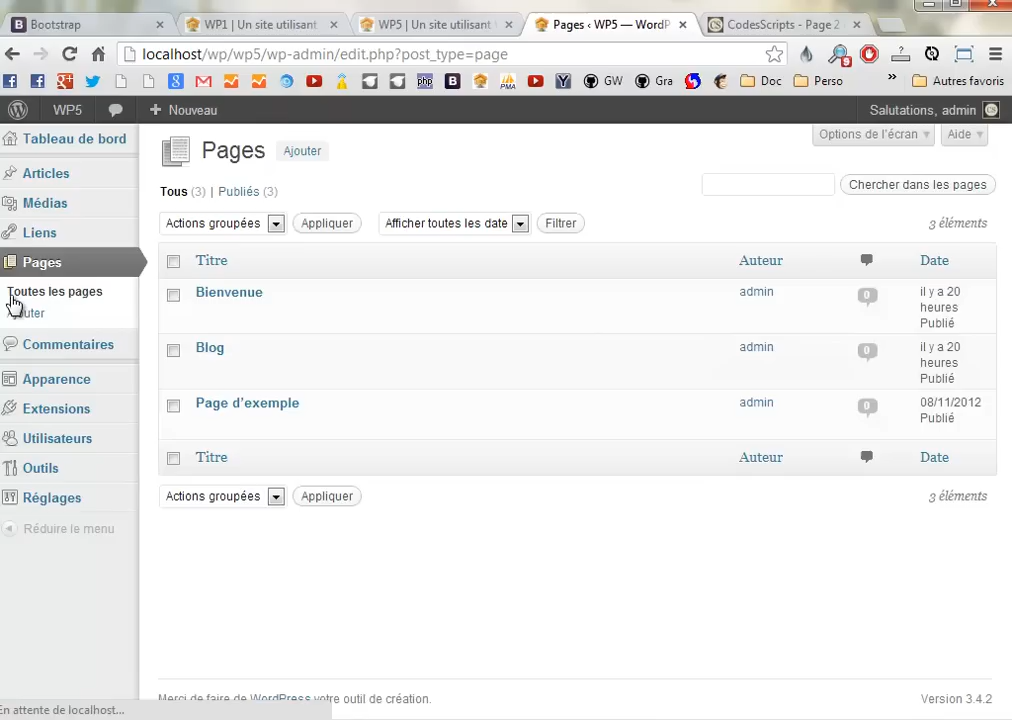 Bootstrap
WP1 | Un site utilisant
WP5 | Un site utilisant
Pages ‹ WP5 — WordP
CodesScripts - Page 2
localhost/wp/wp5/wp-admin/edit.php?post_type=page
GW
Gra
Doc
Perso
»
Autres favoris
WP5
+ Nouveau
Salutations, admin
Tableau de bord
Articles
Médias
Liens
Pages
Toutes les pages
Ajouter
Commentaires
Apparence
Extensions
Utilisateurs
Outils
Réglages
Réduire le menu
Options de l'écran
Aide
Pages
Ajouter
Tous (3) | Publiés (3)
Chercher dans les pages
Actions groupées
Appliquer
Afficher toutes les date
Filtrer
3 éléments
Titre
Auteur
Date
Bienvenue
admin
0
il y a 20
heures
Publié
Blog
admin
0
il y a 20
heures
Publié
Page d'exemple
admin
0
08/11/2012
Publié
Titre
Auteur
Date
Actions groupées
Appliquer
3 éléments
Merci de faire de WordPress votre outil de création.
Version 3.4.2
En attente de localhost...